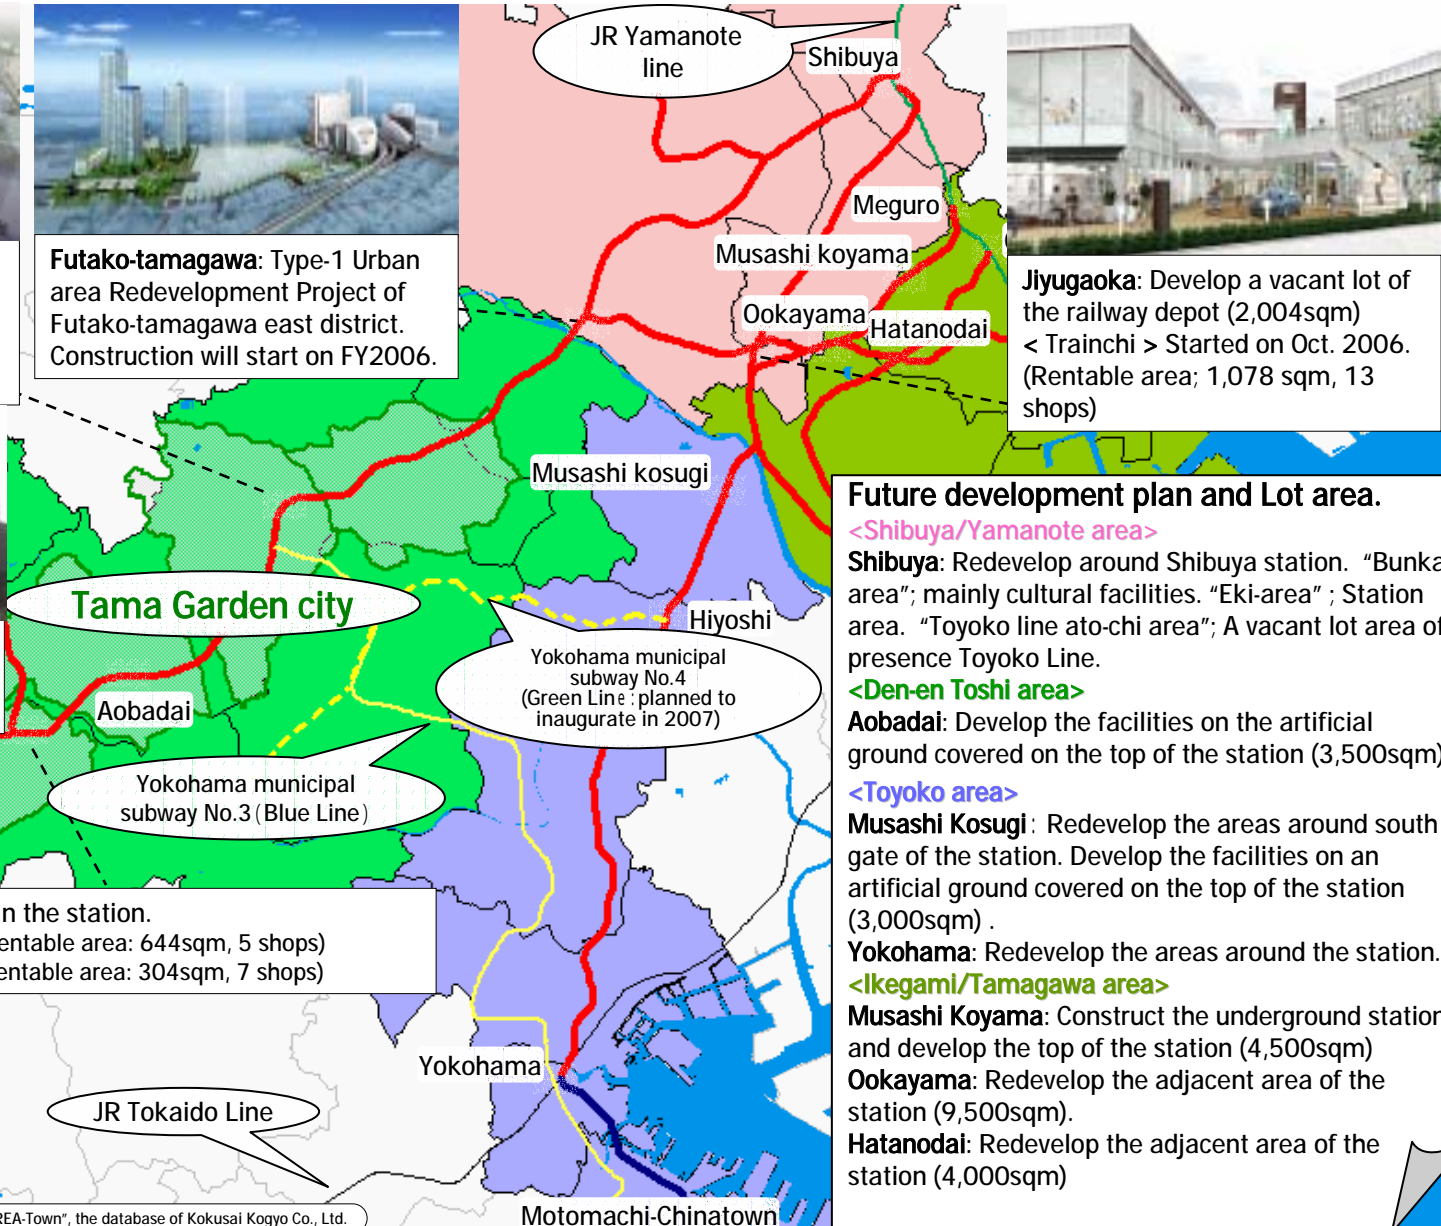 JR Yamanote
line
Shibuya
Meguro
Musashi koyama
Ookayama
Hatanodai
Futako-tamagawa: Type-1 Urban
area Redevelopment Project of
Futako-tamagawa east district.
Construction will start on FY2006.
Jiyugaoka: Develop a vacant lot of
the railway depot (2,004sqm)
< Trainchi > Started on Oct. 2006.
(Rentable area; 1,078 sqm, 13
shops)
Musashi kosugi
Tama Garden city
Hiyoshi
Yokohama municipal
subway No.4
(Green Line : planned to
inaugurate in 2007)
Aobadai
Yokohama municipal
subway No.3 (Blue Line)
n the station.
entable area: 644sqm, 5 shops)
entable area: 304sqm, 7 shops)
Yokohama
JR Tokaido Line
Motomachi-Chinatown
REA-Town", the database of Kokusai Kogyo Co., Ltd.
Future development plan and Lot area.
<Shibuya/Yamanote area>
Shibuya: Redevelop around Shibuya station. "Bunka
area"; mainly cultural facilities. "Eki-area" ; Station
area. "Toyoko line ato-chi area"; A vacant lot area of
presence Toyoko Line.
<Den-en Toshi area>
Aobadai: Develop the facilities on the artificial
ground covered on the top of the station (3,500sqm)
<Toyoko area>
Musashi Kosugi : Redevelop the areas around south
gate of the station. Develop the facilities on an
artificial ground covered on the top of the station
(3,000sqm) .
Yokohama: Redevelop the areas around the station.
<Ikegami/Tamagawa area>
Musashi Koyama: Construct the underground station
and develop the top of the station (4,500sqm)
Ookayama: Redevelop the adjacent area of the
station (9,500sqm).
Hatanodai: Redevelop the adjacent area of the
station (4,000sqm)